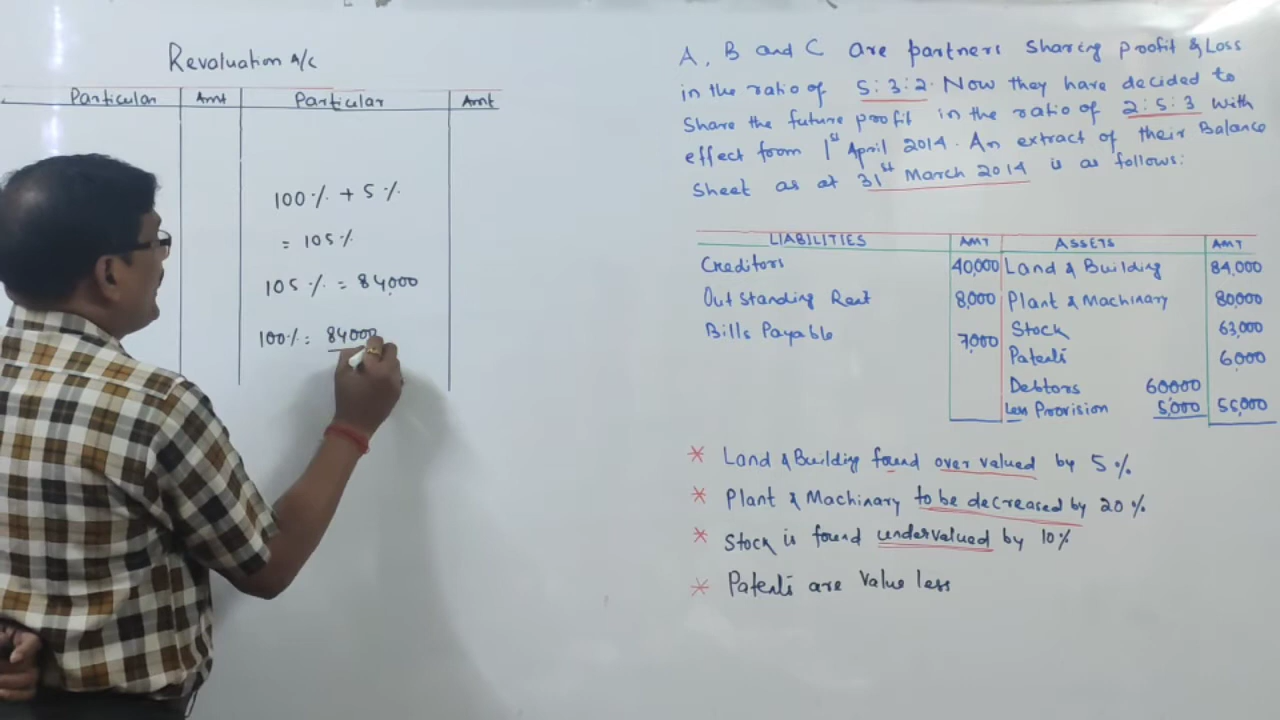 Revaluation A/c
Particular Amt Particular Amt
100 % + 5 %
= 105 %
105 % = 84,000
100 % = 84000
A, B and C are partners sharing profit & Loss
in the ratio of 5 : 3 : 2. Now they have decided to
share the future profit in the ratio of 2 : 5 : 3 with
effect from 1st April 2014. An extract of their Balance
sheet as at 31st March 2014 is as follows:
LIABILITIES AMT ASSETS AMT
Creditors 40,000 Land & Building 84,000
Outstanding Rent 8,000 Plant & Machinary 80,000
Bills Payable 7,000 Stock 63,000
Patents 6,000
Debtors 60000
Less Provision 5,000 55,000
* Land & Building found over valued by 5 %
* Plant & Machinary to be decreased by 20 %
* Stock is found undervalued by 10 %
* Patents are Value less